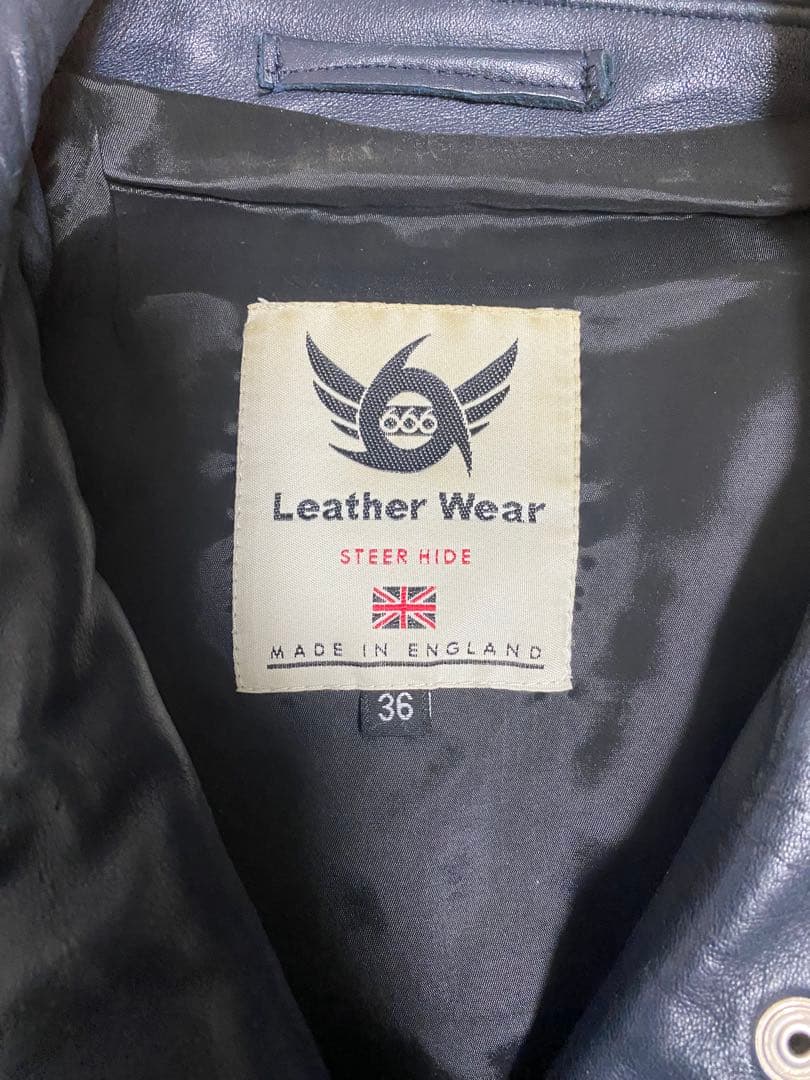 666
Leather Wear
STEER HIDE
MADE IN ENGLAND
36